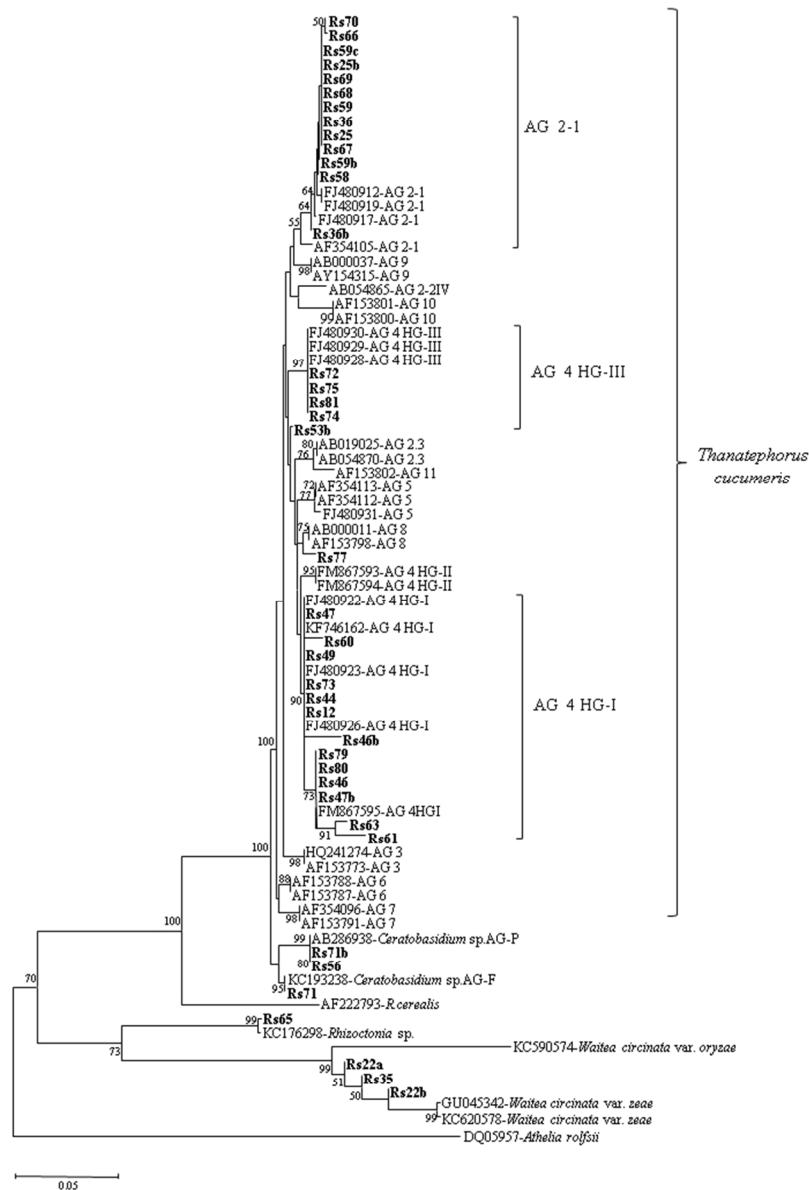 50
Rs70
Rs66
Rs59c
Rs25b
Rs69
Rs68
Rs59
Rs36
Rs25
Rs67
Rs59b
Rs58
AG 2-1
64
FJ480912-AG 2-1
FJ480919-AG 2-1
64
FJ480917-AG 2-1
55
Rs36b
AF354105-AG 2-1
AB000037-AG 9
98
AY154315-AG 9
AB054865-AG 2-2IV
AF153801-AG 10
99
AF153800-AG 10
FJ480930-AG 4 HG-III
FJ480929-AG 4 HG-III
FJ480928-AG 4 HG-III
97
Rs72
Rs75
Rs81
Rs74
AG 4 HG-III
Rs53b
80
AB019025-AG 2.3
76
AB054870-AG 2.3
AF153802-AG 11
Thanatephorus
cucumeris
72
AF354113-AG 5
77
AF354112-AG 5
FJ480931-AG 5
75
AB000011-AG 8
AF153798-AG 8
Rs77
95
FM867593-AG 4 HG-II
FM867594-AG 4 HG-II
FJ480922-AG 4 HG-I
Rs47
KF746162-AG 4 HG-I
Rs60
Rs49
FJ480923-AG 4 HG-I
Rs73
90
Rs44
Rs12
FJ480926-AG 4 HG-I
AG 4 HG-I
100
Rs46b
Rs79
Rs80
Rs46
73
Rs47b
FM867595-AG 4HGI
Rs63
91
Rs61
100
HQ241274-AG 3
98
AF153773-AG 3
88
AF153788-AG 6
AF153787-AG 6
AF354096-AG 7
98
AF153791-AG 7
100
99
AB286938-Ceratobasidium sp.AG-P
Rs71b
80
Rs56
KC193238-Ceratobasidium sp.AG-F
95
Rs71
70
AF222793-R.cerealis
99
Rs65
KC176298-Rhizoctonia sp.
73
KC590574-Waitea circinata var. oryzae
99
Rs22a
51
Rs35
50
Rs22b
GU045342-Waitea circinata var. zeae
99
KC620578-Waitea circinata var. zeae
DQ05957-Athelia rolfsii
0.05